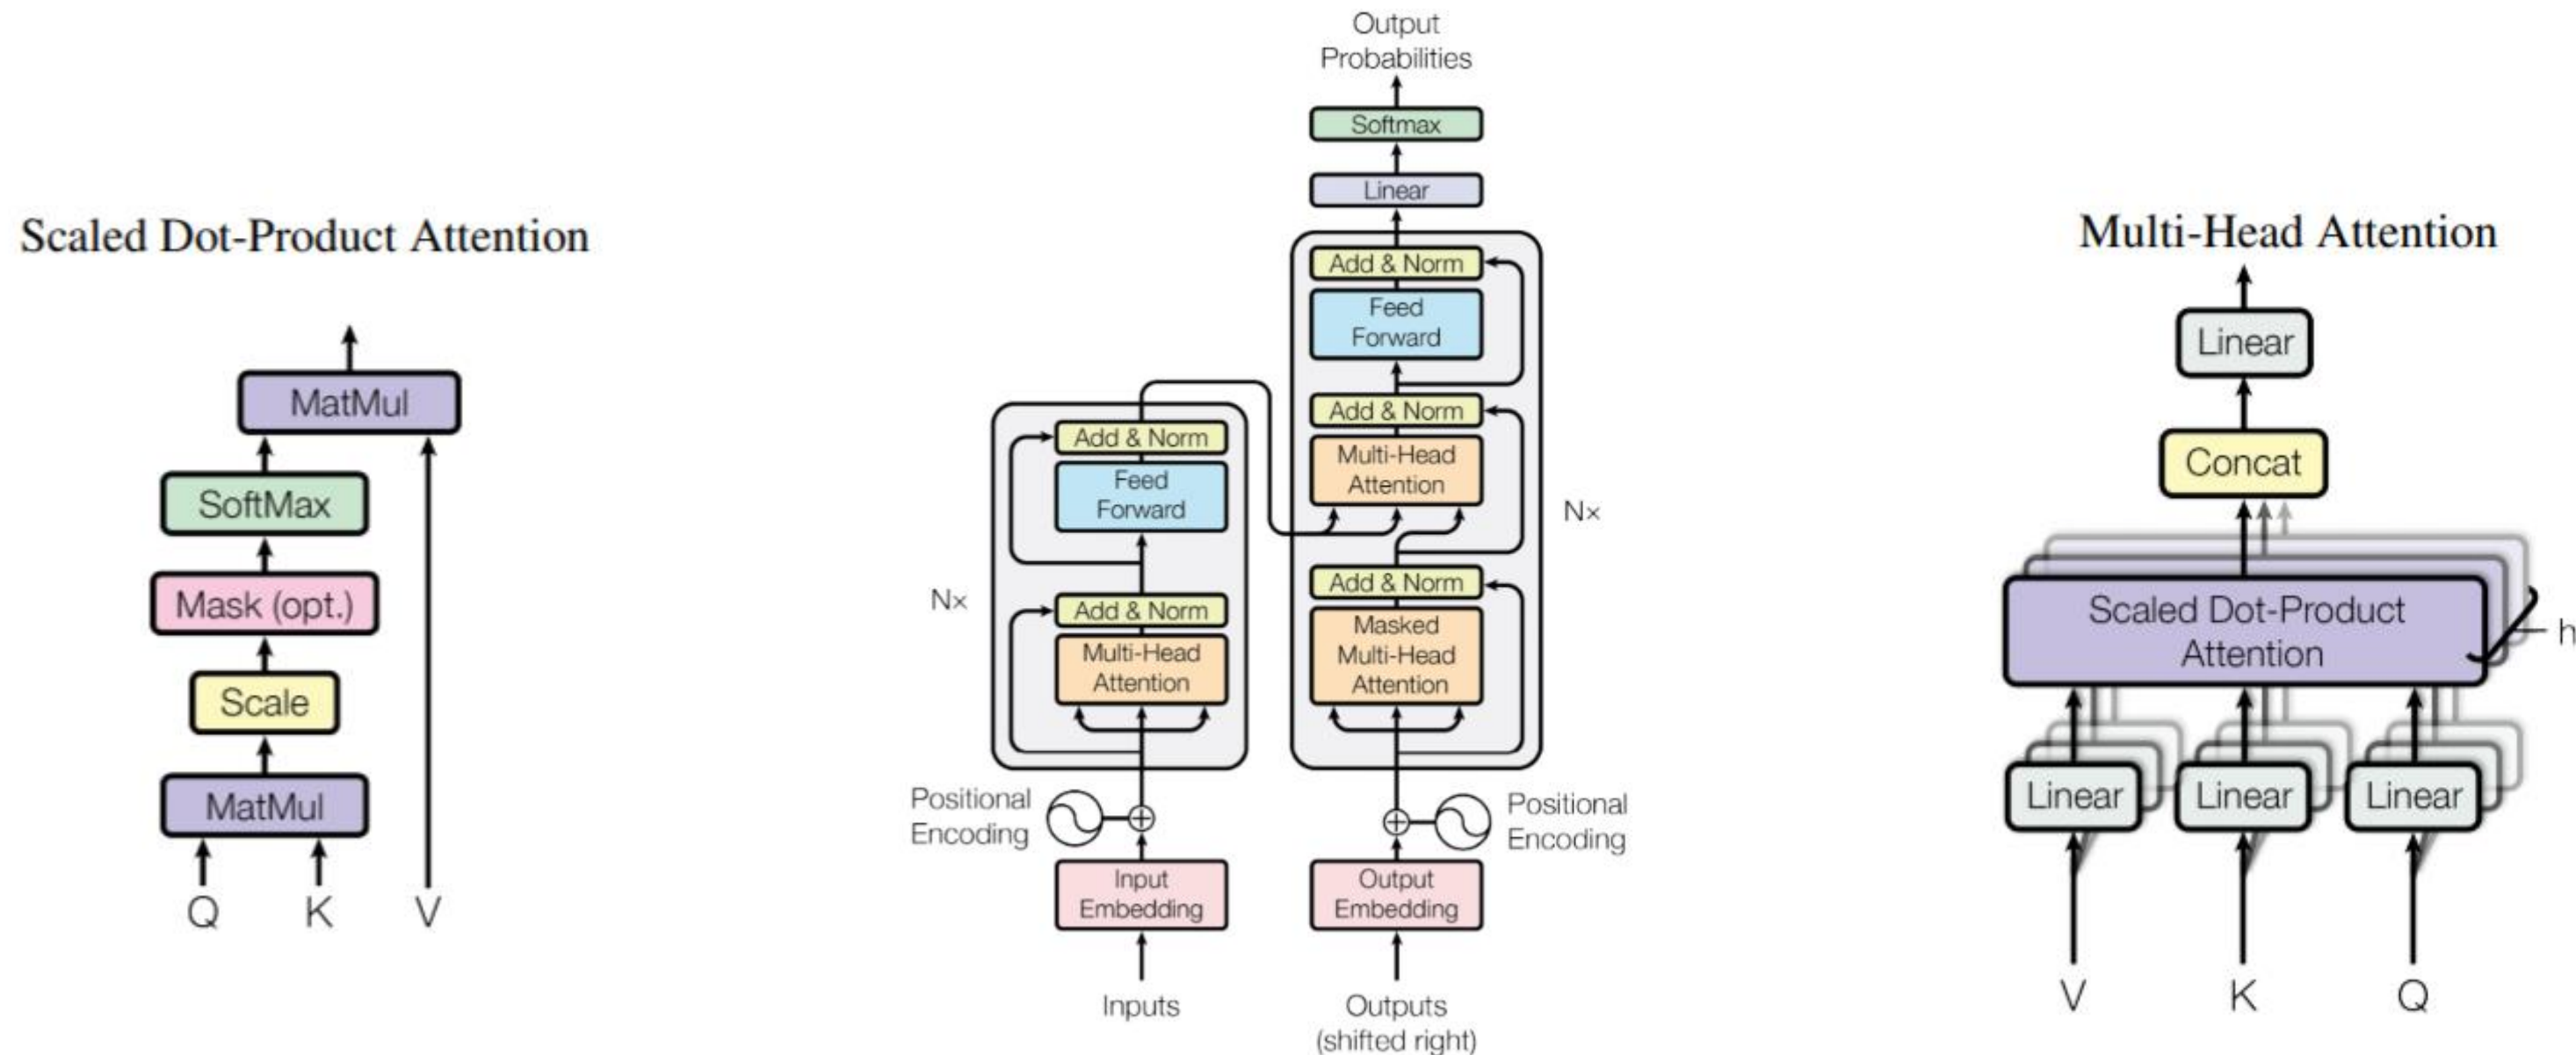 Scaled Dot-Product Attention
MatMul
SoftMax
Mask (opt.)
Scale
MatMul
Q K V
Output
Probabilities
Softmax
Linear
Add & Norm
Feed
Forward
Add & Norm
Multi-Head
Attention
Nx
Add & Norm
Masked
Multi-Head
Attention
Add & Norm
Feed
Forward
Nx
Add & Norm
Multi-Head
Attention
Positional
Encoding
Positional
Encoding
Input
Embedding
Output
Embedding
Inputs
Outputs
(shifted right)
Multi-Head Attention
Linear
Concat
Scaled Dot-Product
Attention
h
Linear Linear Linear
V K Q